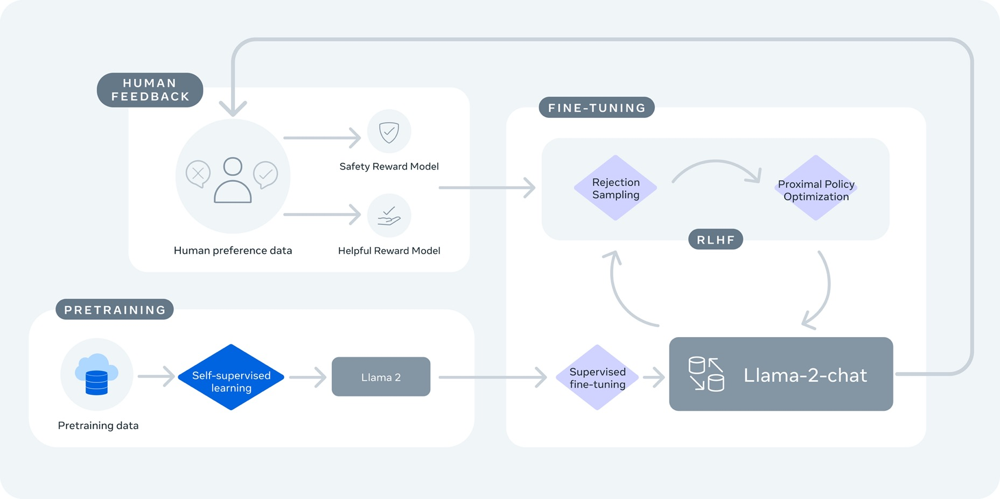 HUMAN
FEEDBACK
Safety Reward Model
Human preference data
Helpful Reward Model
FINE-TUNING
Rejection
Sampling
Proximal Policy
Optimization
RLHF
PRETRAINING
Pretraining data
Self-supervised
learning
Llama 2
Supervised
fine-tuning
Llama-2-chat